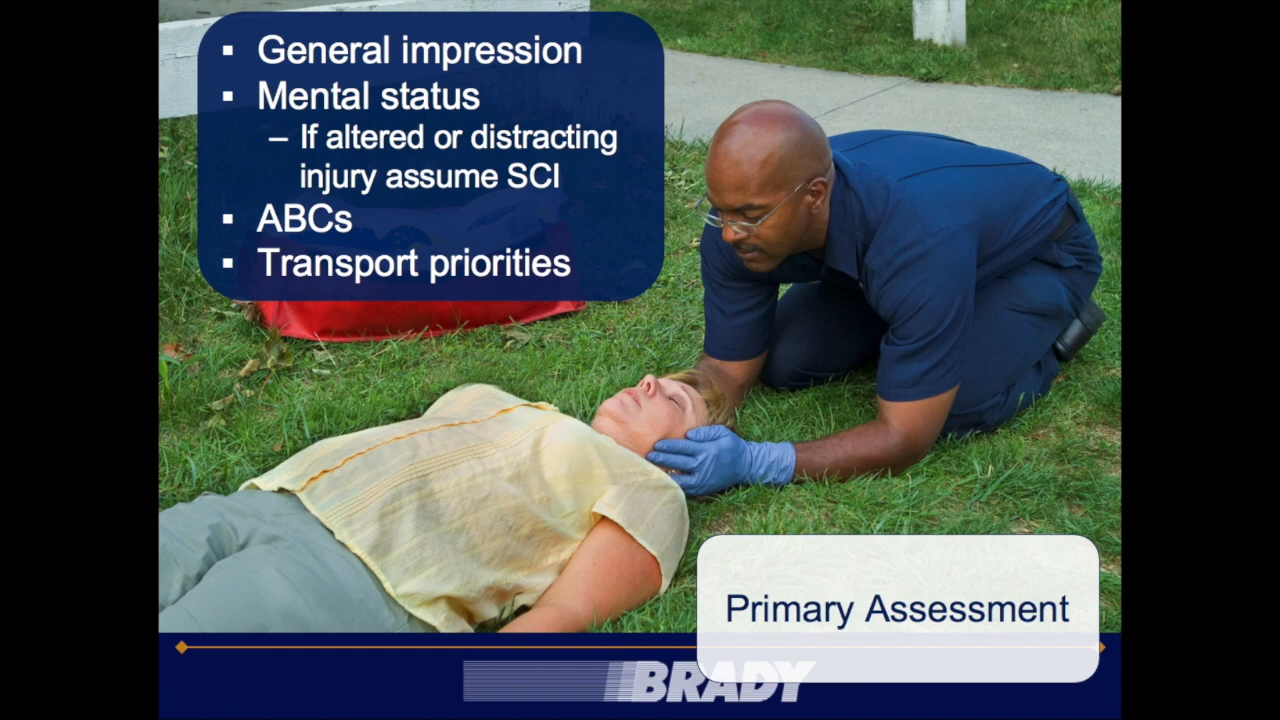 ▪ General impression
▪ Mental status
– If altered or distracting
injury assume SCI
▪ ABCs
▪ Transport priorities
Primary Assessment
BRADY